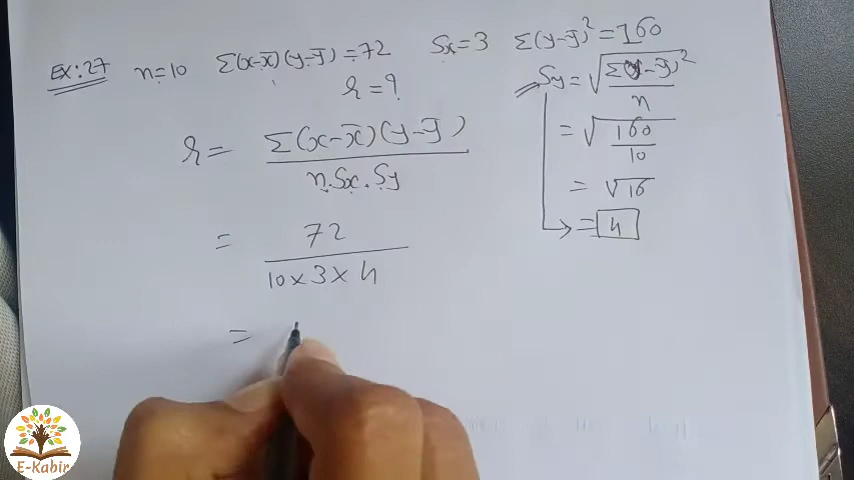 Ex:27 n=10 Σ(x-x̄)(y-ȳ)=72 Sx=3 Σ(y-ȳ)²=160
r=?
r= Σ(x-x̄)(y-ȳ) / n.Sx.Sy
= 72 / 10×3×4
=
Sy = √Σ(y-ȳ)² / n
= √160 / 10
= √16
= 4
E-Kabir